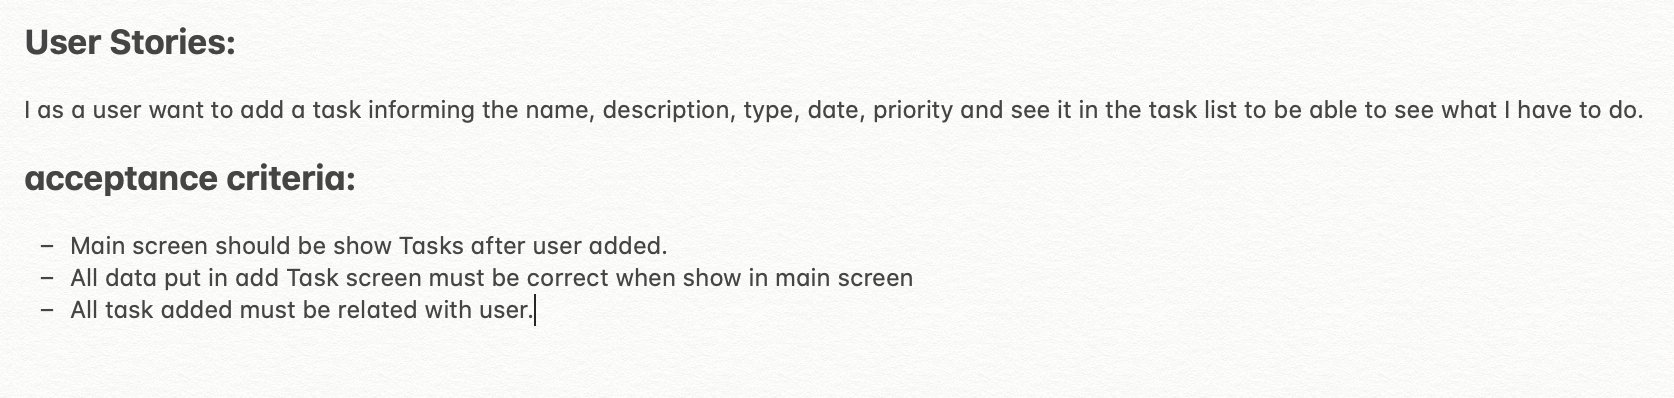 User Stories:
I as a user want to add a task informing the name, description, type, date, priority and see it in the task list to be able to see what I have to do.
acceptance criteria:
– Main screen should be show Tasks after user added.
– All data put in add Task screen must be correct when show in main screen
– All task added must be related with user.